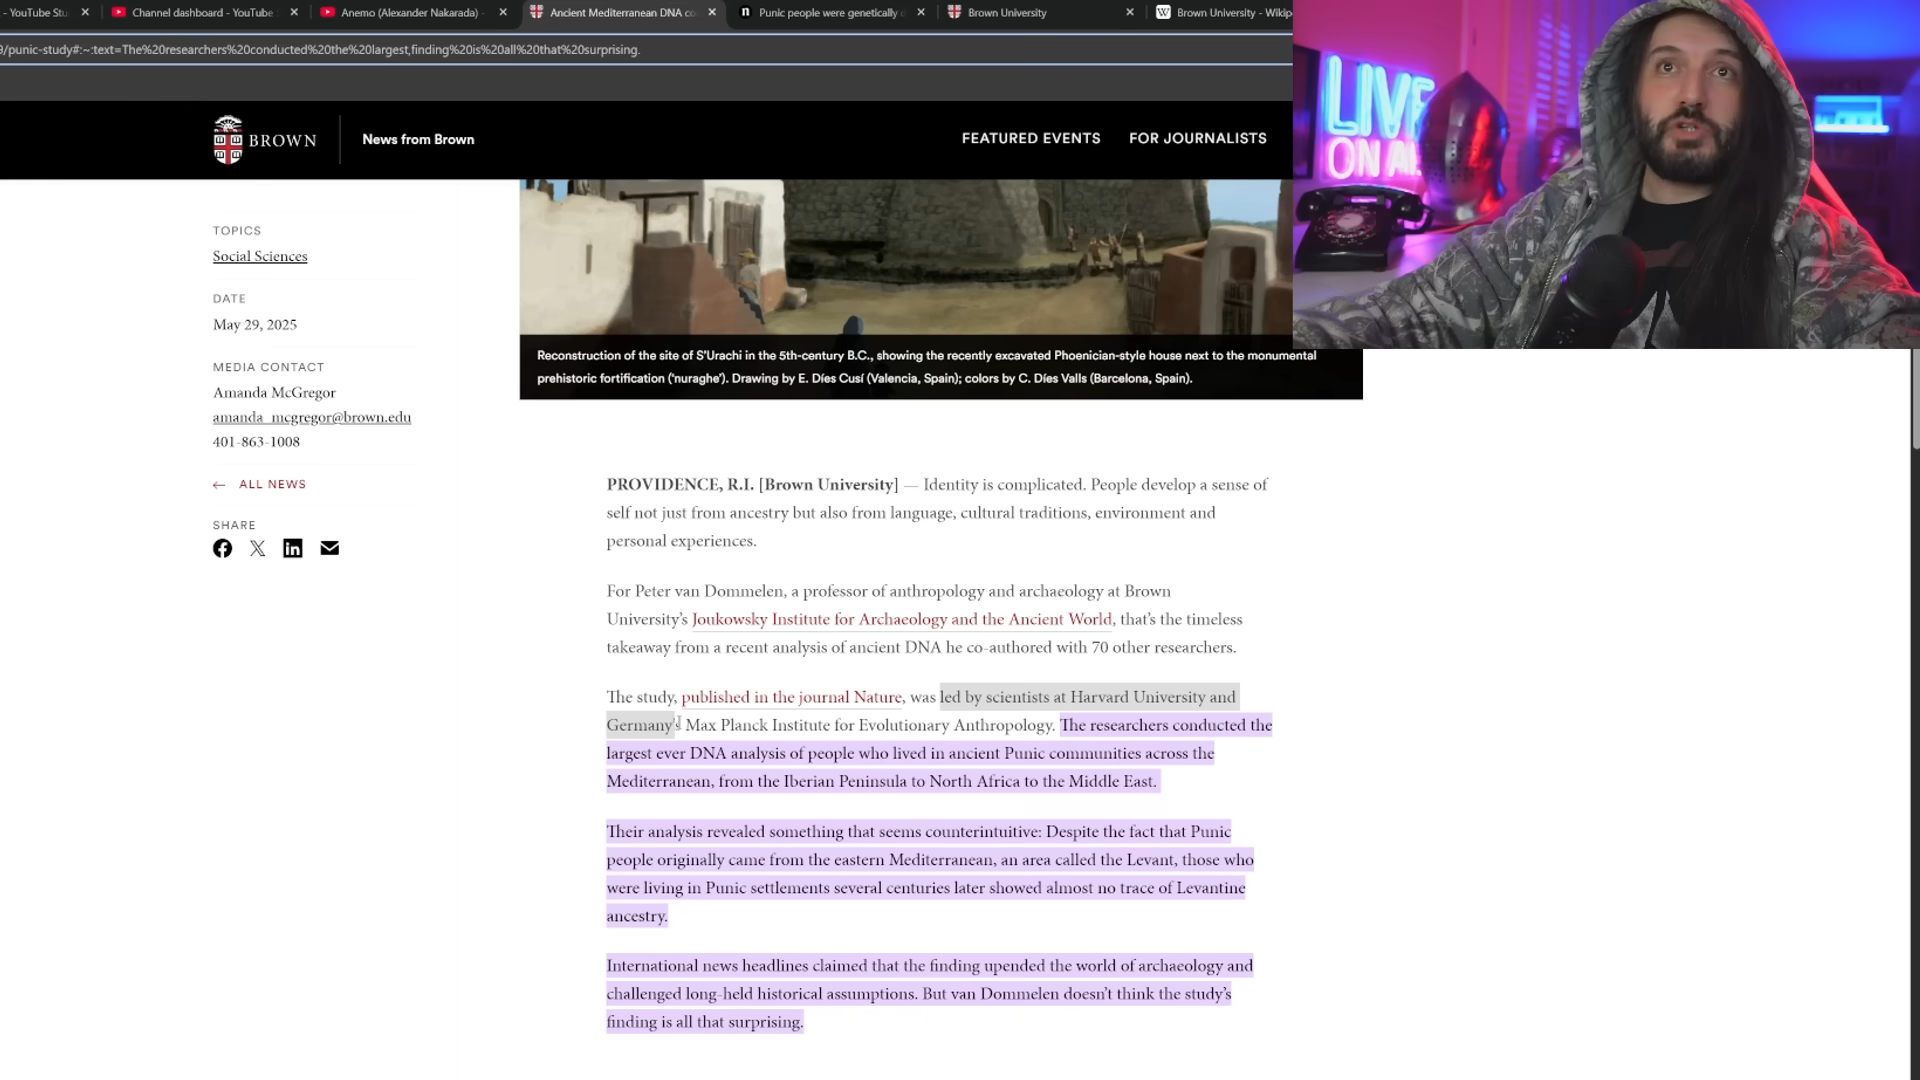 - YouTube Stu
Channel dashboard - YouTube
Anemo (Alexander Nakarada) -
Ancient Mediterranean DNA co
Punic people were genetically d
Brown University
W
Brown University - Wikip
9/punic-study#:~:text=The%20researchers%20conducted%20the%20largest,finding%20is%20all%20that%20surprising.
BROWN
News from Brown
FEATURED EVENTS
FOR JOURNALISTS
LIVE
ON AI
TOPICS
Social Sciences
DATE
May 29, 2025
MEDIA CONTACT
Amanda McGregor
amanda_mcgregor@brown.edu
401-863-1008
← ALL NEWS
SHARE
Reconstruction of the site of S'Urachi in the 5th-century B.C., showing the recently excavated Phoenician-style house next to the monumental
prehistoric fortification ('nuraghe'). Drawing by E. Díes Cusí (Valencia, Spain); colors by C. Díes Valls (Barcelona, Spain).
PROVIDENCE, R.I. [Brown University] — Identity is complicated. People develop a sense of
self not just from ancestry but also from language, cultural traditions, environment and
personal experiences.
For Peter van Dommelen, a professor of anthropology and archaeology at Brown
University's Joukowsky Institute for Archaeology and the Ancient World, that's the timeless
takeaway from a recent analysis of ancient DNA he co-authored with 70 other researchers.
The study, published in the journal Nature, was led by scientists at Harvard University and
Germany's Max Planck Institute for Evolutionary Anthropology. The researchers conducted the
largest ever DNA analysis of people who lived in ancient Punic communities across the
Mediterranean, from the Iberian Peninsula to North Africa to the Middle East.
Their analysis revealed something that seems counterintuitive: Despite the fact that Punic
people originally came from the eastern Mediterranean, an area called the Levant, those who
were living in Punic settlements several centuries later showed almost no trace of Levantine
ancestry.
International news headlines claimed that the finding upended the world of archaeology and
challenged long-held historical assumptions. But van Dommelen doesn't think the study's
finding is all that surprising.